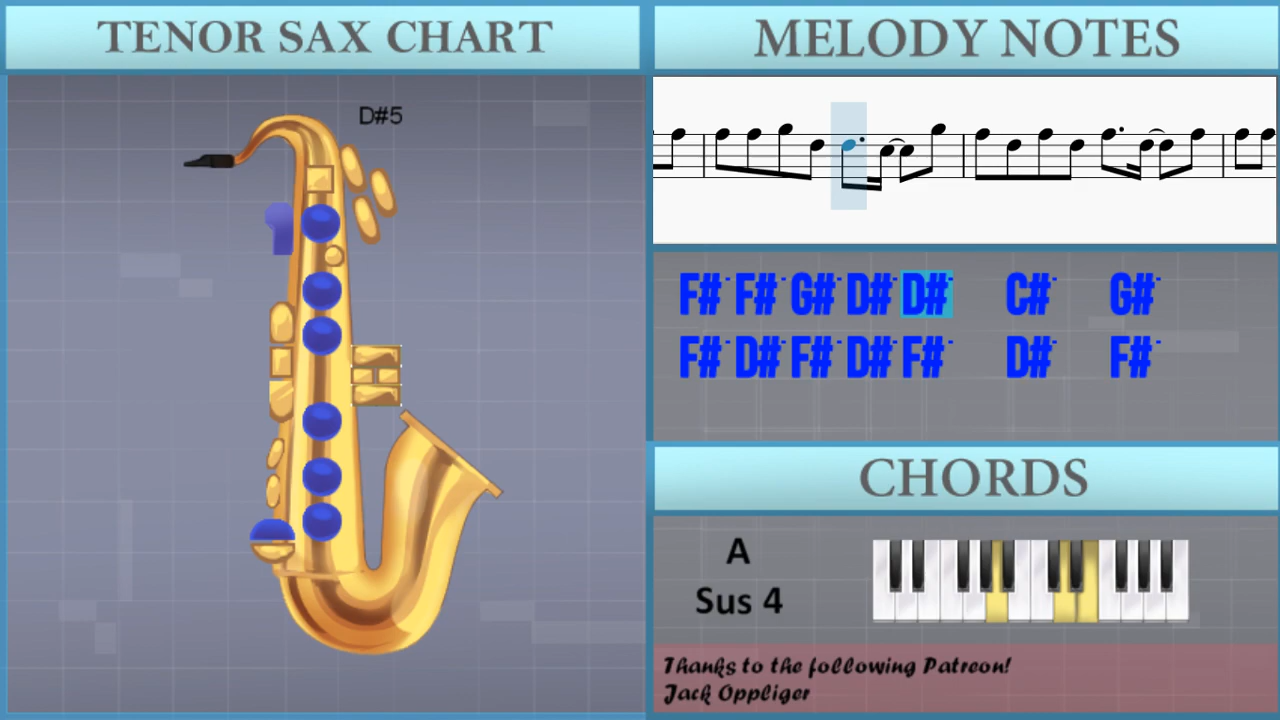 TENOR SAX CHART
D#5
MELODY NOTES
F#· F#· G#· D#· D#· C#· G#·
F#· D#· F#· D#· F#· D#· F#·
CHORDS
A
Sus 4
Thanks to the following Patreon!
Jack Oppliger